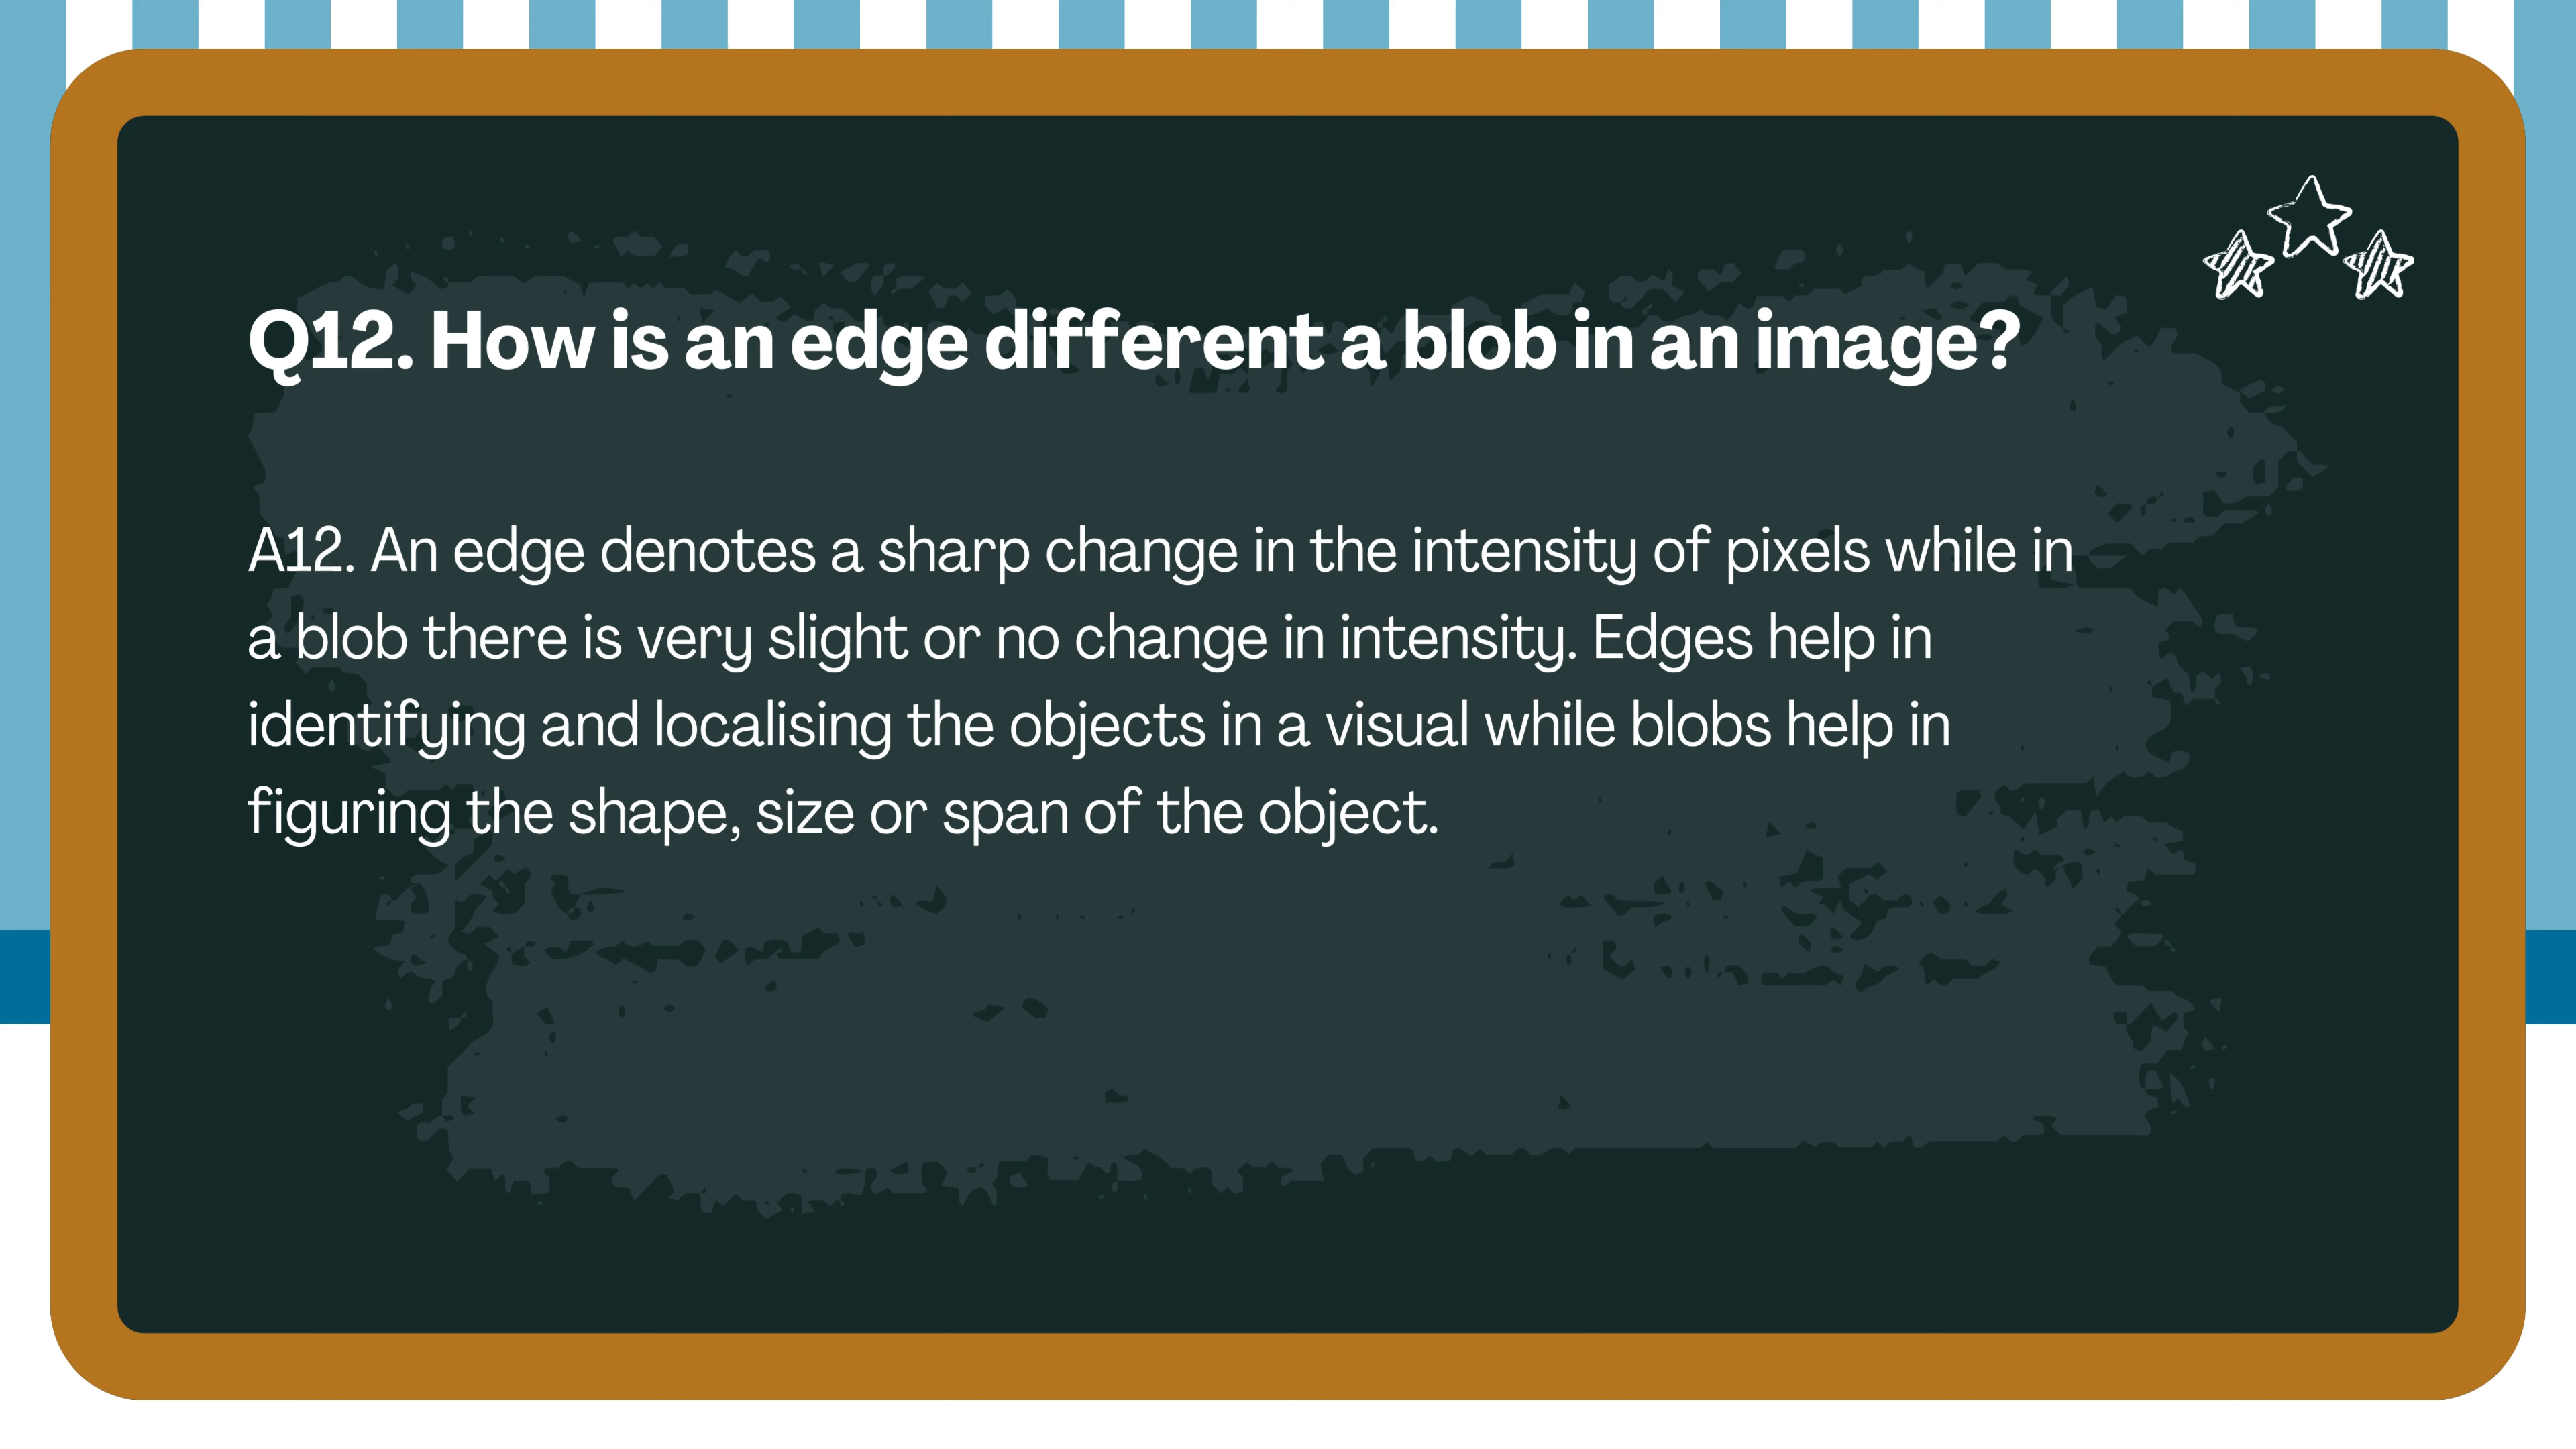 Q12. How is an edge different a blob in an image?
A12. An edge denotes a sharp change in the intensity of pixels while in
a blob there is very slight or no change in intensity. Edges help in
identifying and localising the objects in a visual while blobs help in
figuring the shape, size or span of the object.